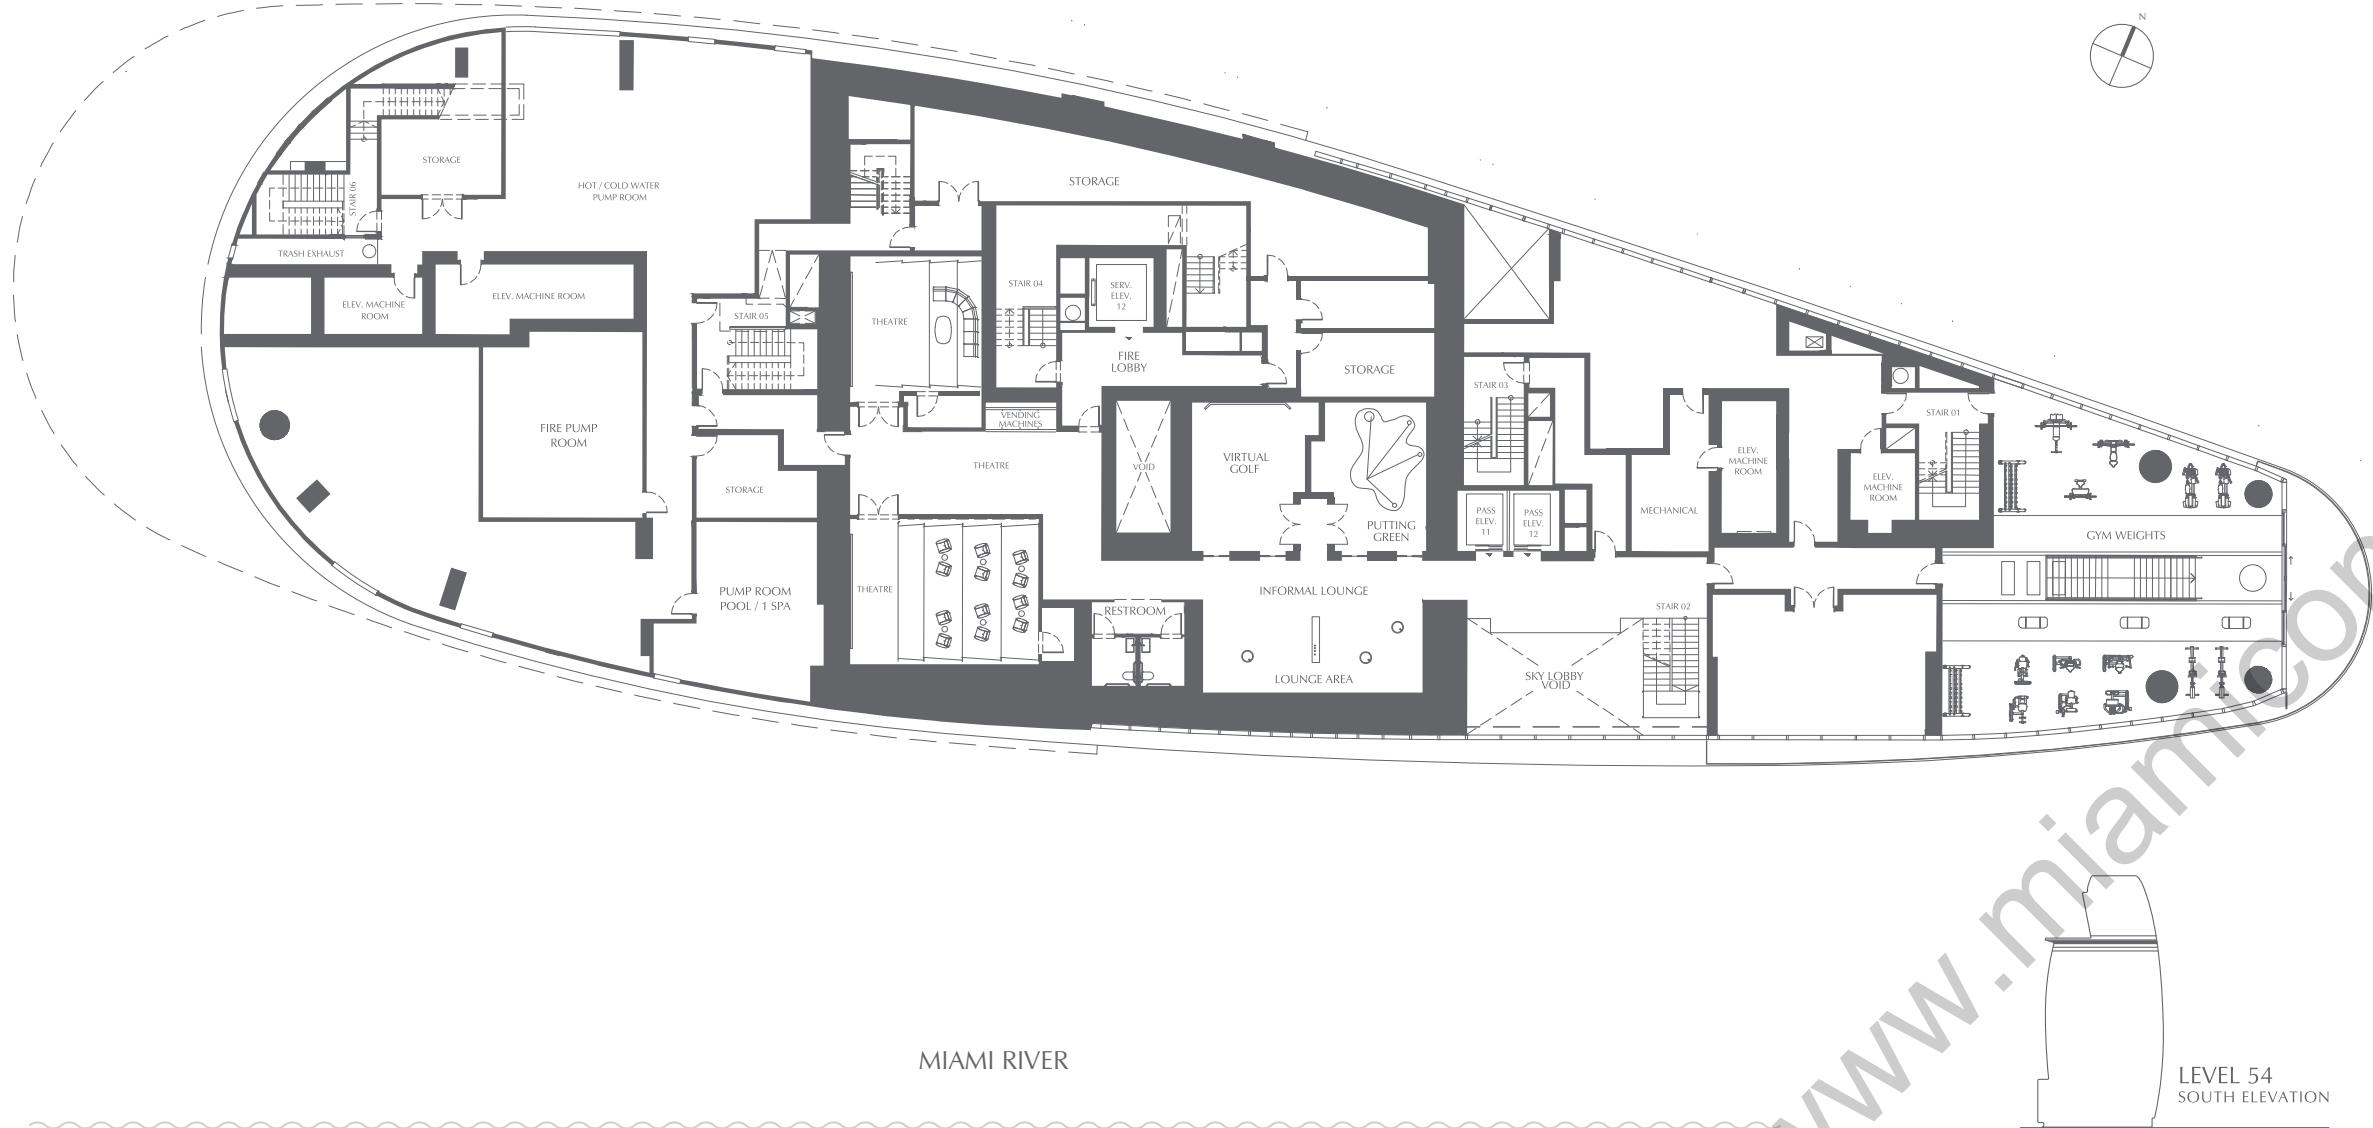 N
STORAGE
HOT / COLD WATER
PUMP ROOM
STORAGE
STAIR 06
TRASH EXHAUST
ELEV. MACHINE
ROOM
ELEV. MACHINE ROOM
STAIR 05
THEATRE
STAIR 04
SERV.
ELEV.
12
FIRE
LOBBY
STORAGE
STAIR 03
STAIR 01
VENDING
MACHINES
FIRE PUMP
ROOM
STORAGE
THEATRE
VOID
VIRTUAL
GOLF
PUTTING
GREEN
PASS
ELEV.
11
PASS
ELEV.
12
MECHANICAL
ELEV.
MACHINE
ROOM
ELEV.
MACHINE
ROOM
GYM WEIGHTS
PUMP ROOM
POOL / 1 SPA
THEATRE
RESTROOM
INFORMAL LOUNGE
LOUNGE AREA
STAIR 02
SKY LOBBY
VOID
MIAMI RIVER
LEVEL 54
SOUTH ELEVATION